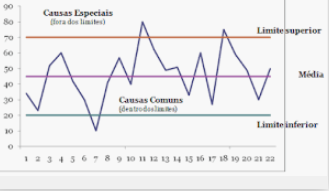 Causas Especiais
(fora dos limites)
Limite superior
Média
Causas Comuns
(dentro dos limites)
Limite inferior
90
80
70
60
50
40
30
20
10
0
1 2 3 4 5 6 7 8 9 10 11 12 13 14 15 16 17 18 19 20 21 22